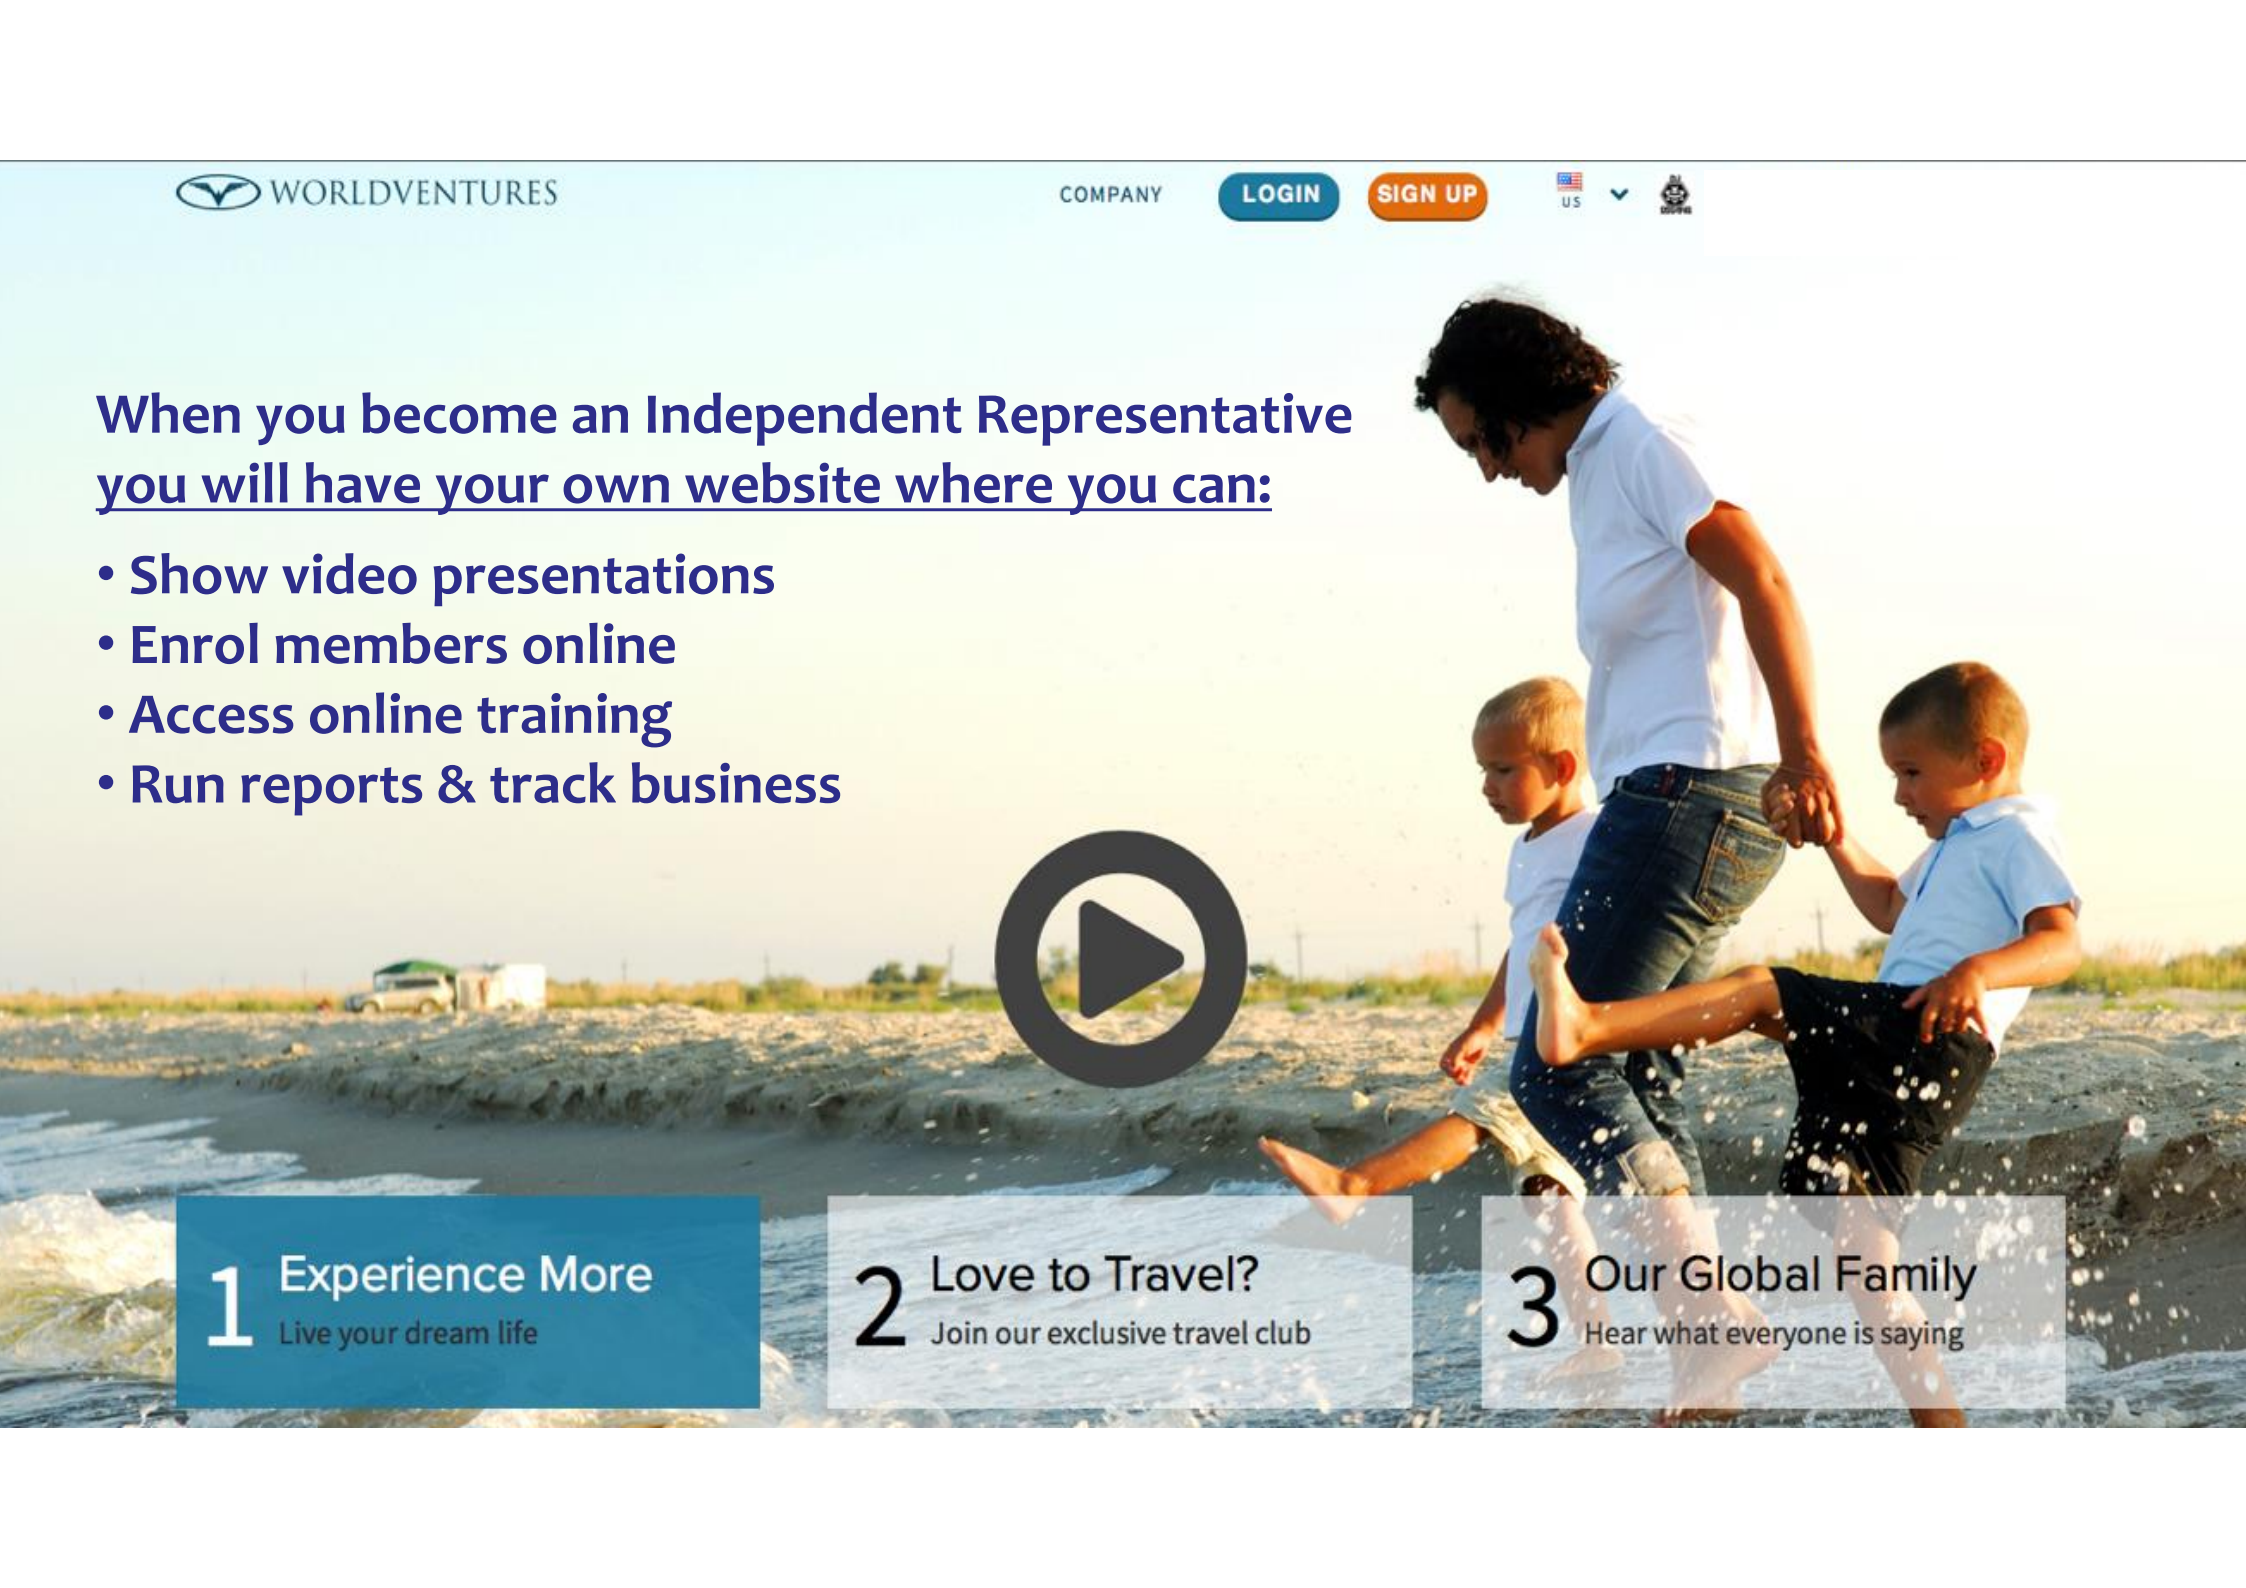 WORLDVENTURES
COMPANY
LOGIN
SIGN UP
US
When you become an Independent Representative
you will have your own website where you can:
• Show video presentations
• Enrol members online
• Access online training
• Run reports & track business
1 Experience More
Live your dream life
2 Love to Travel?
Join our exclusive travel club
3 Our Global Family
Hear what everyone is saying